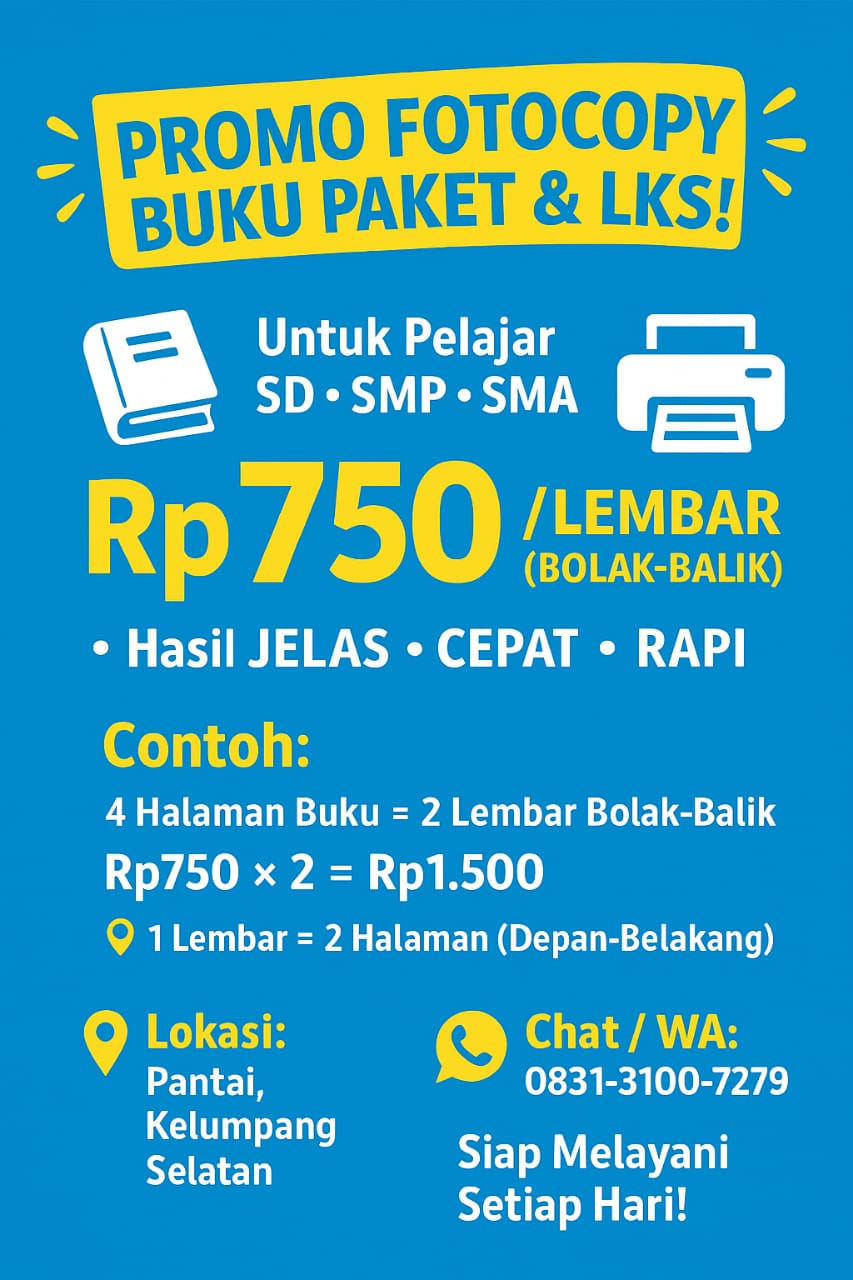 PROMO FOTOCOPY
BUKU PAKET & LKS!
Untuk Pelajar
SD • SMP • SMA
Rp750 /LEMBAR
(BOLAK-BALIK)
• Hasil JELAS • CEPAT • RAPI
Contoh:
4 Halaman Buku = 2 Lembar Bolak-Balik
Rp750 × 2 = Rp1.500
1 Lembar = 2 Halaman (Depan-Belakang)
Lokasi:
Pantai,
Kelumpang
Selatan
Chat / WA:
0831-3100-7279
Siap Melayani
Setiap Hari!